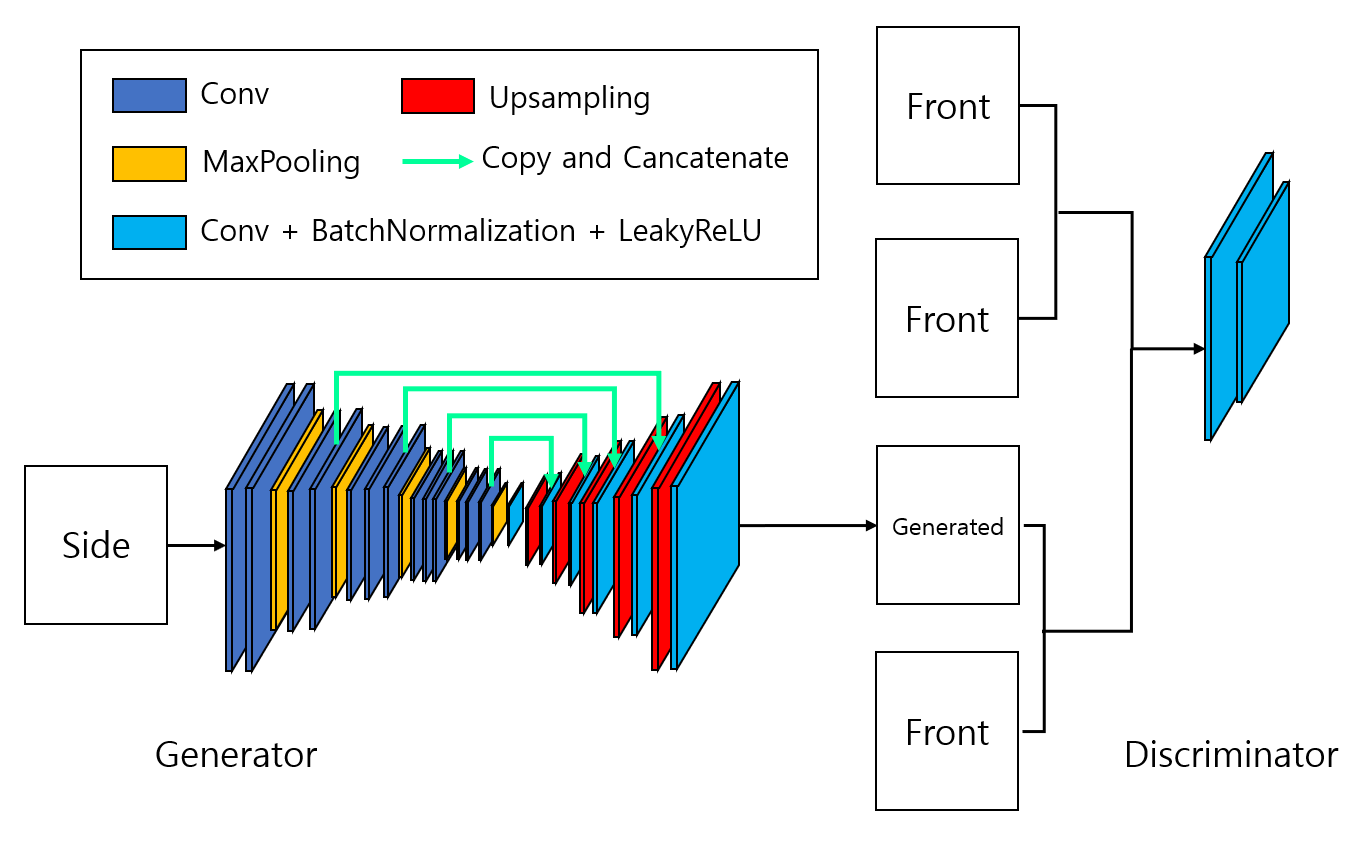 Conv
Upsampling
MaxPooling
Copy and Cancatenate
Conv + BatchNormalization + LeakyReLU
Front
Front
Side
Generated
Front
Generator
Discriminator